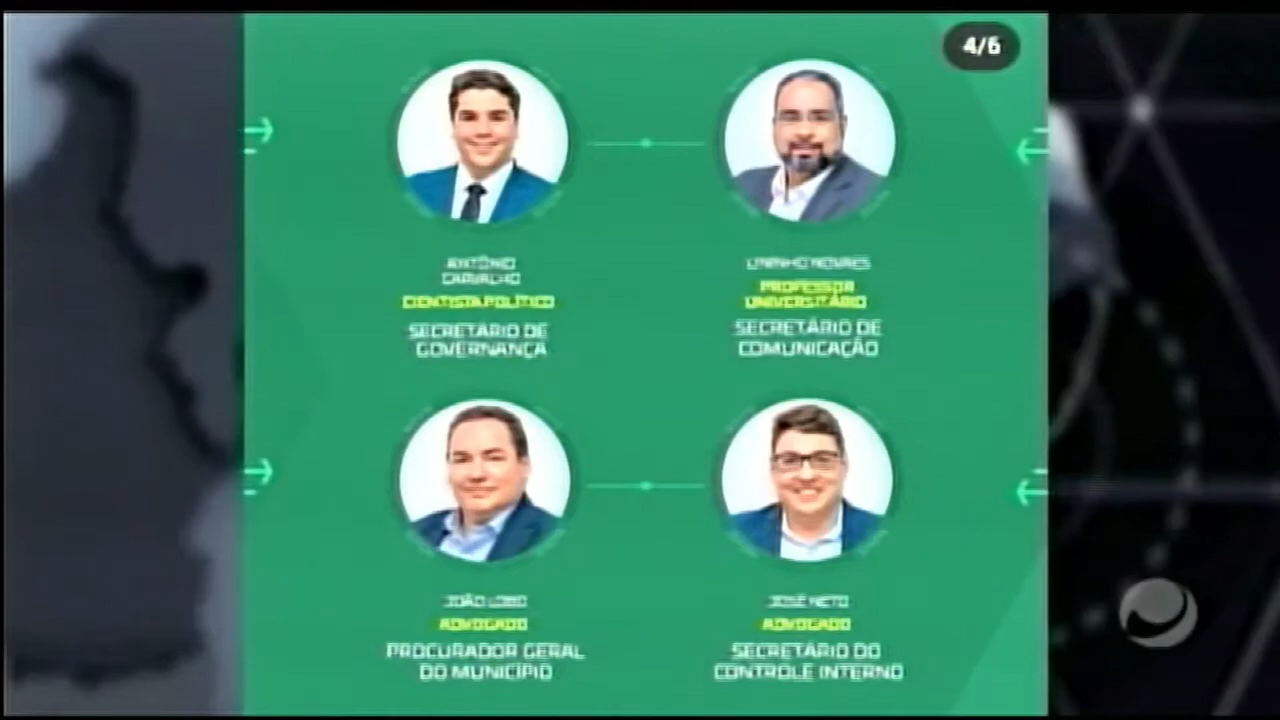 4/6
ANTÔNIO
CARVALHO
CIENTISTA POLÍTICO
SECRETÁRIO DE
GOVERNANÇA
NOVAES
PROFESSOR
UNIVERSITÁRIO
SECRETÁRIO DE
COMUNICAÇÃO
JOÃO LOBO
ADVOGADO
PROCURADOR GERAL
DO MUNICÍPIO
JOSÉ NETO
ADVOGADO
SECRETÁRIO DO
CONTROLE INTERNO